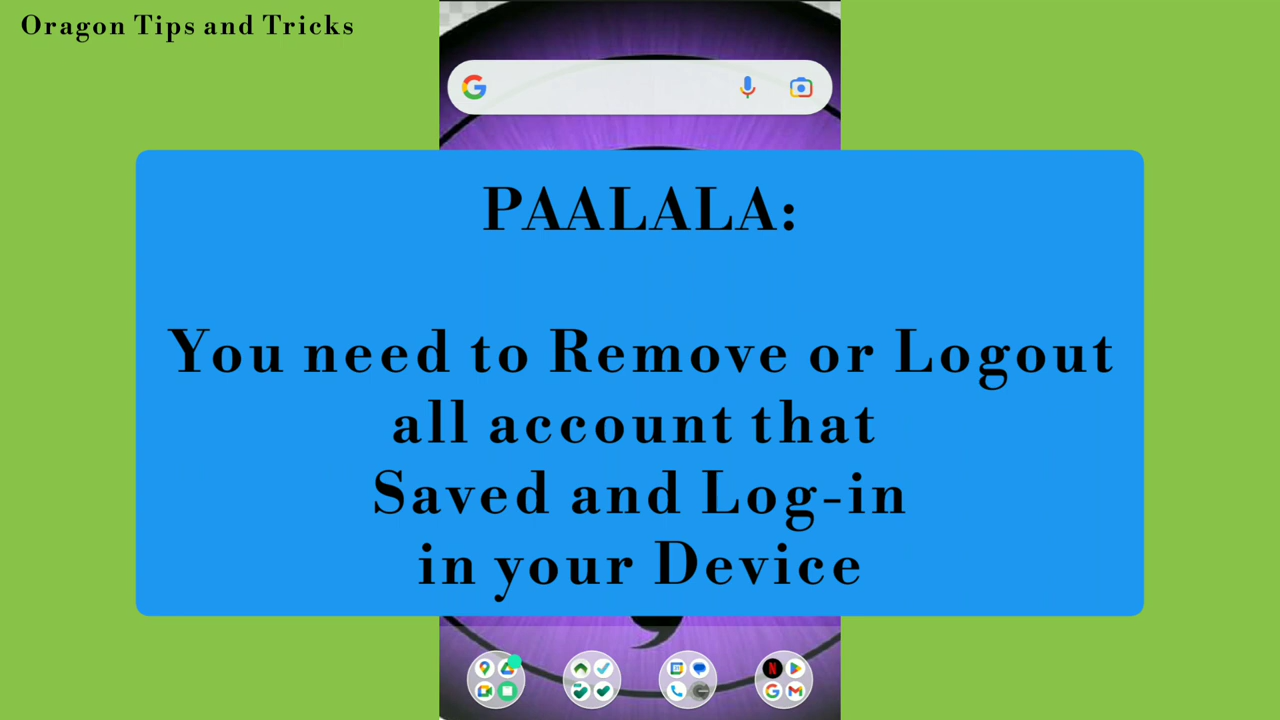 Oragon Tips and Tricks
PAALALA:
You need to Remove or Logout
all account that
Saved and Log-in
in your Device